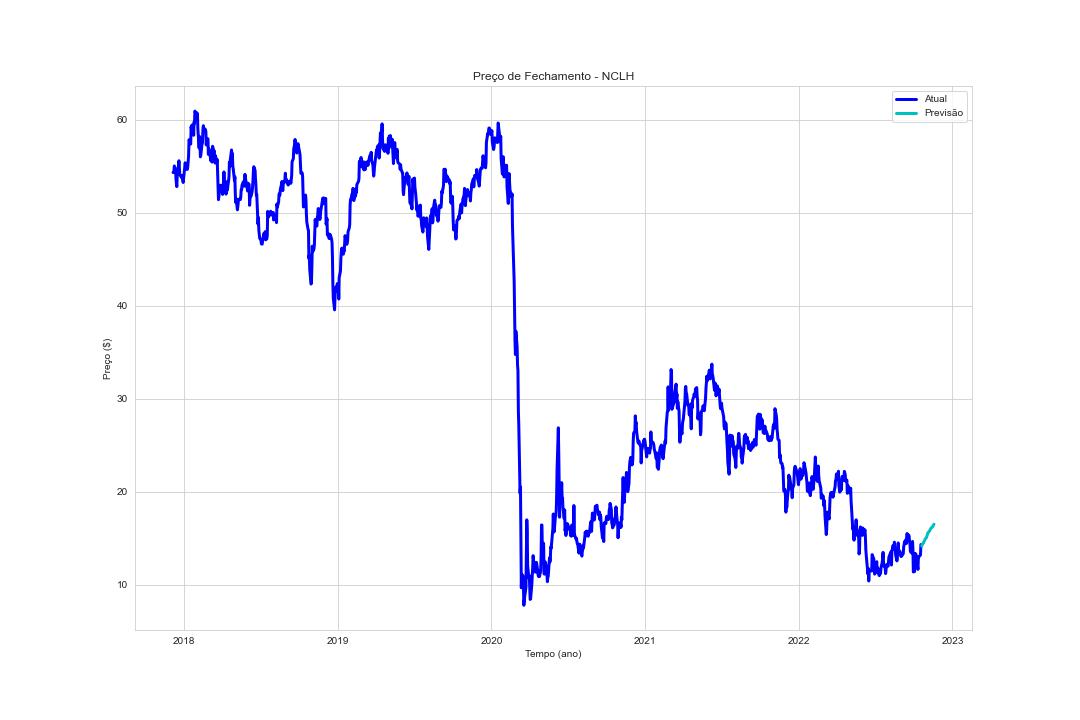 Preço de Fechamento - NCLH
Atual
Previsão
Preço ($)
60
50
40
30
20
10
2018 2019 2020 2021 2022 2023
Tempo (ano)